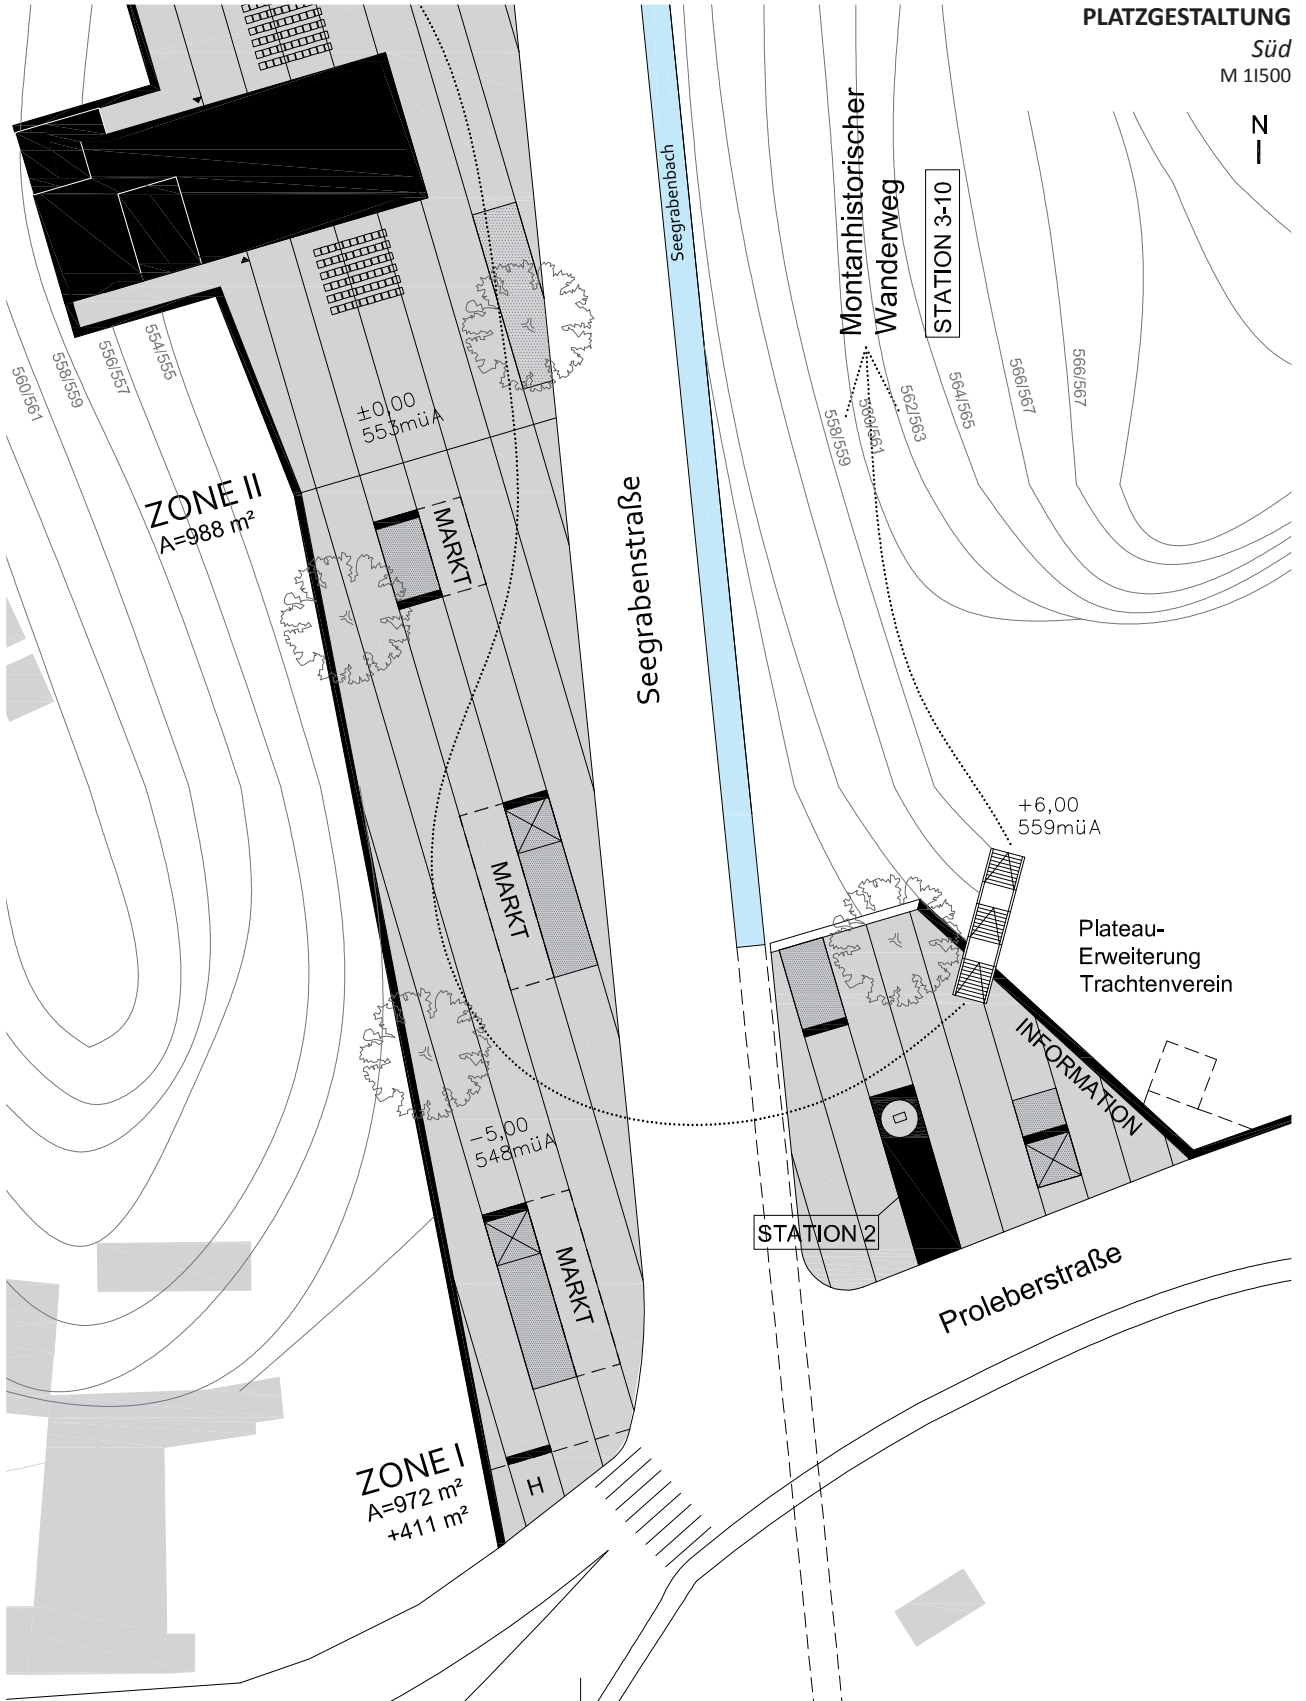 PLATZGESTALTUNG
Süd
M 1I500
N
Montanhistorischer
Wanderweg
STATION 3-10
Seegrabenbach
560/561
558/559
556/557
554/555
±0,00
553müA
558/559
560/561
562/563
564/565
566/567
566/567
ZONE II
A=988 m²
MARKT
Seegrabenstraße
+6,00
559müA
MARKT
Plateau-
Erweiterung
Trachtenverein
INFORMATION
-5,00
548müA
STATION 2
MARKT
Proleberstraße
ZONE I
A=972 m²
+411 m²
H